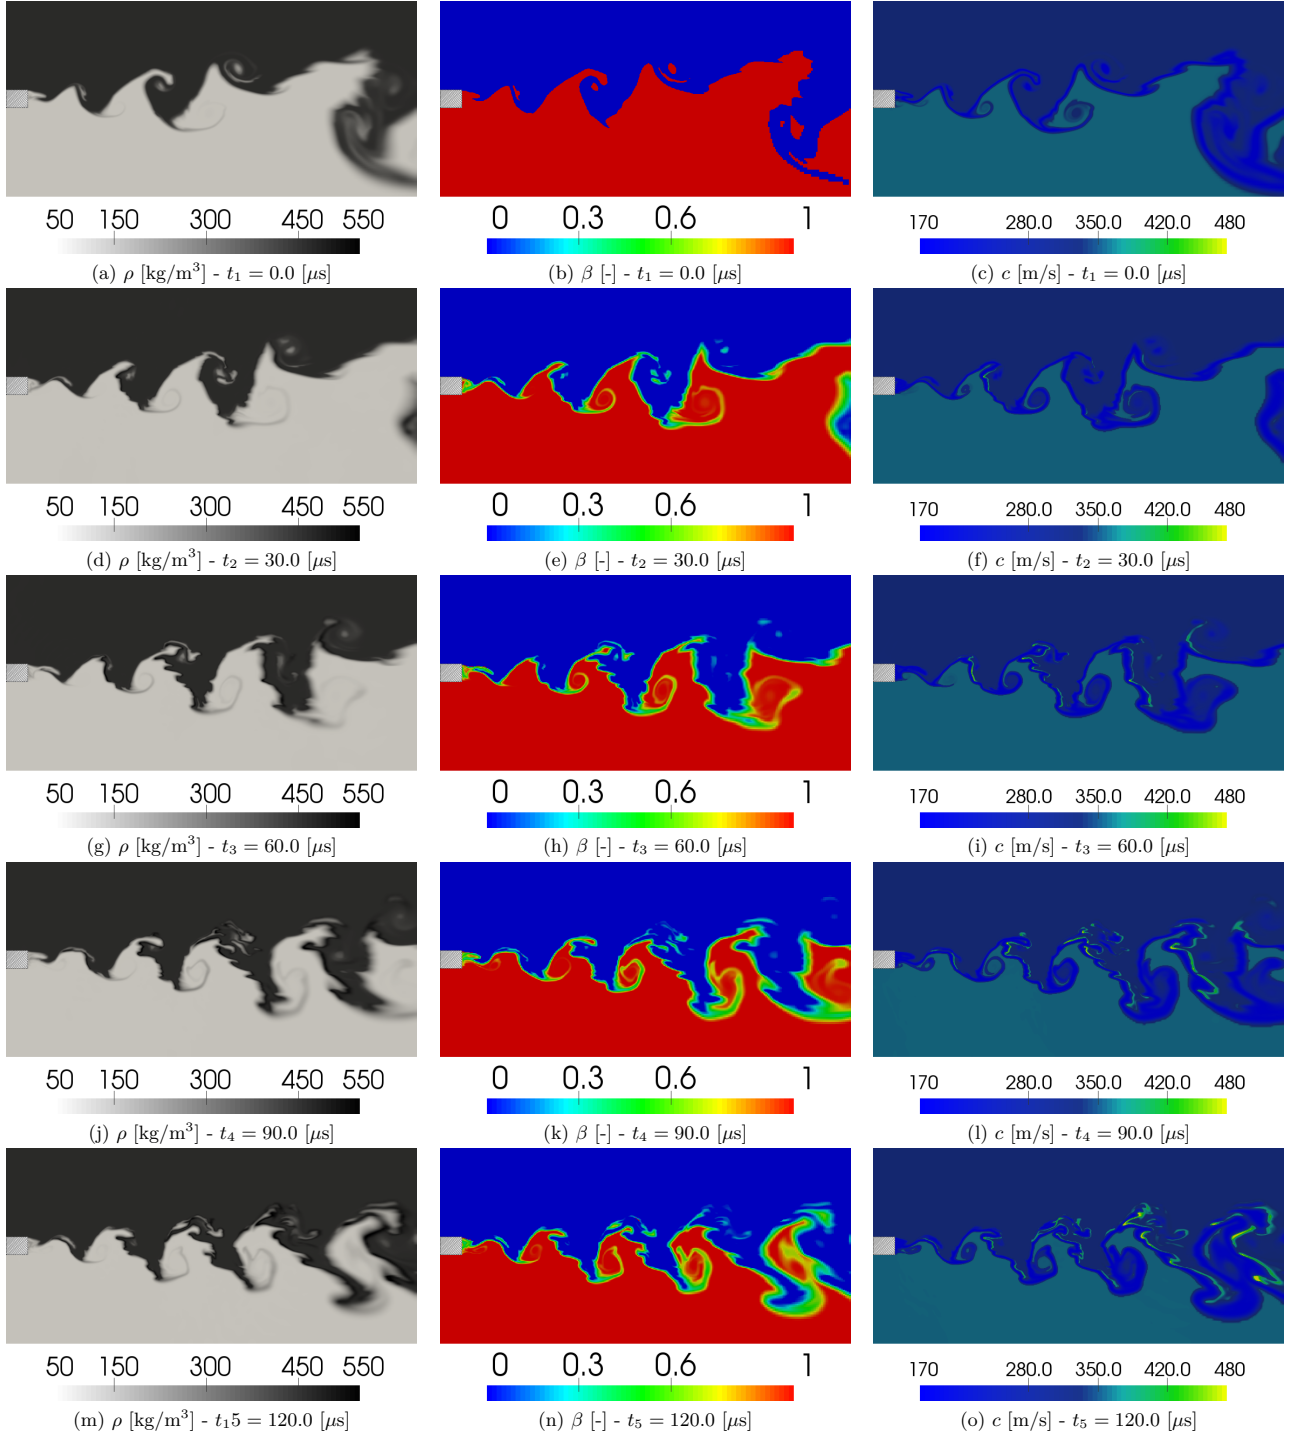 50 150 300 450 550
0 0.3 0.6 1
170 280.0 350.0 420.0 480
(a) ρ [kg/m³] - t₁ = 0.0 [μs]
(b) β [-] - t₁ = 0.0 [μs]
(c) c [m/s] - t₁ = 0.0 [μs]
50 150 300 450 550
0 0.3 0.6 1
170 280.0 350.0 420.0 480
(d) ρ [kg/m³] - t₂ = 30.0 [μs]
(e) β [-] - t₂ = 30.0 [μs]
(f) c [m/s] - t₂ = 30.0 [μs]
50 150 300 450 550
0 0.3 0.6 1
170 280.0 350.0 420.0 480
(g) ρ [kg/m³] - t₃ = 60.0 [μs]
(h) β [-] - t₃ = 60.0 [μs]
(i) c [m/s] - t₃ = 60.0 [μs]
50 150 300 450 550
0 0.3 0.6 1
170 280.0 350.0 420.0 480
(j) ρ [kg/m³] - t₄ = 90.0 [μs]
(k) β [-] - t₄ = 90.0 [μs]
(l) c [m/s] - t₄ = 90.0 [μs]
50 150 300 450 550
0 0.3 0.6 1
170 280.0 350.0 420.0 480
(m) ρ [kg/m³] - t₁5 = 120.0 [μs]
(n) β [-] - t₅ = 120.0 [μs]
(o) c [m/s] - t₅ = 120.0 [μs]